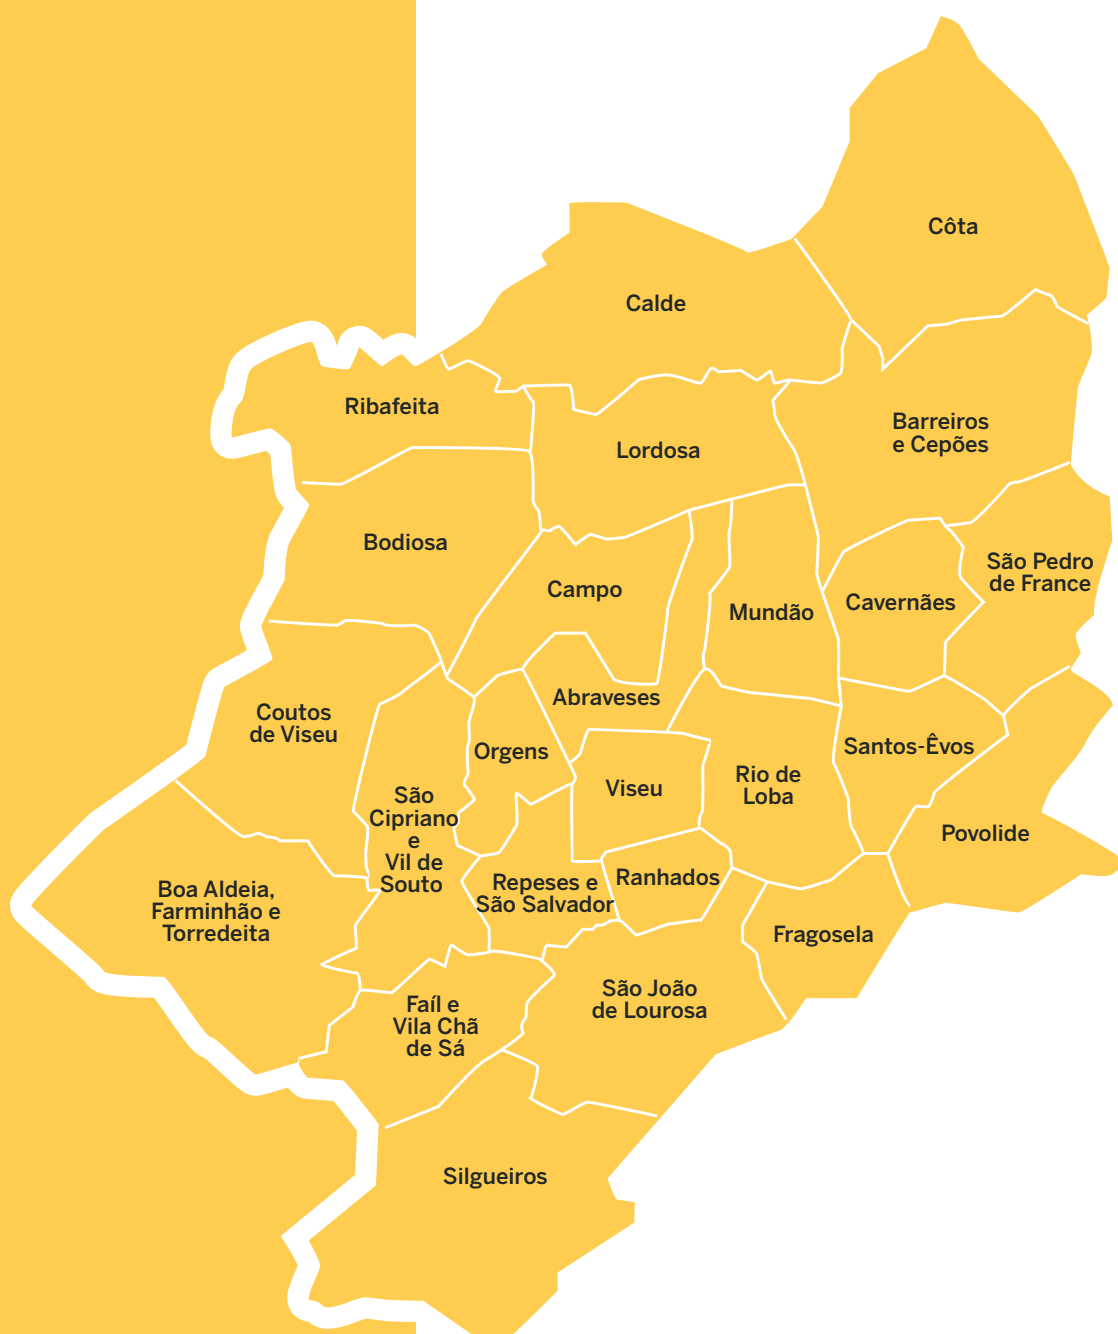 Côta
Calde
Ribafeita
Barreiros
e Cepões
Lordosa
Bodiosa
São Pedro
de France
Campo
Cavernães
Mundão
Abraveses
Coutos
de Viseu
Orgens
Santos-Êvos
Viseu
Rio de
Loba
São
Cipriano
e
Vil de
Souto
Povolide
Boa Aldeia,
Farminhão e
Torredeita
Repeses e
São Salvador
Ranhados
Fragosela
São João
de Lourosa
Faíl e
Vila Chã
de Sá
Silgueiros